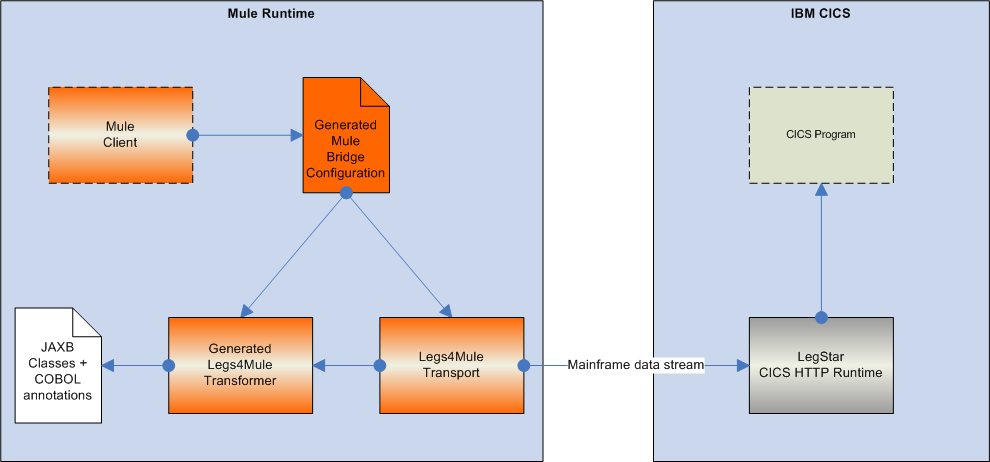 Mule Runtime
IBM CICS
Mule
Client
Generated
Mule
Bridge
Configuration
CICS Program
JAXB
Classes +
COBOL
annotations
Generated
Legs4Mule
Transformer
Legs4Mule
Transport
Mainframe data stream
LegStar
CICS HTTP Runtime